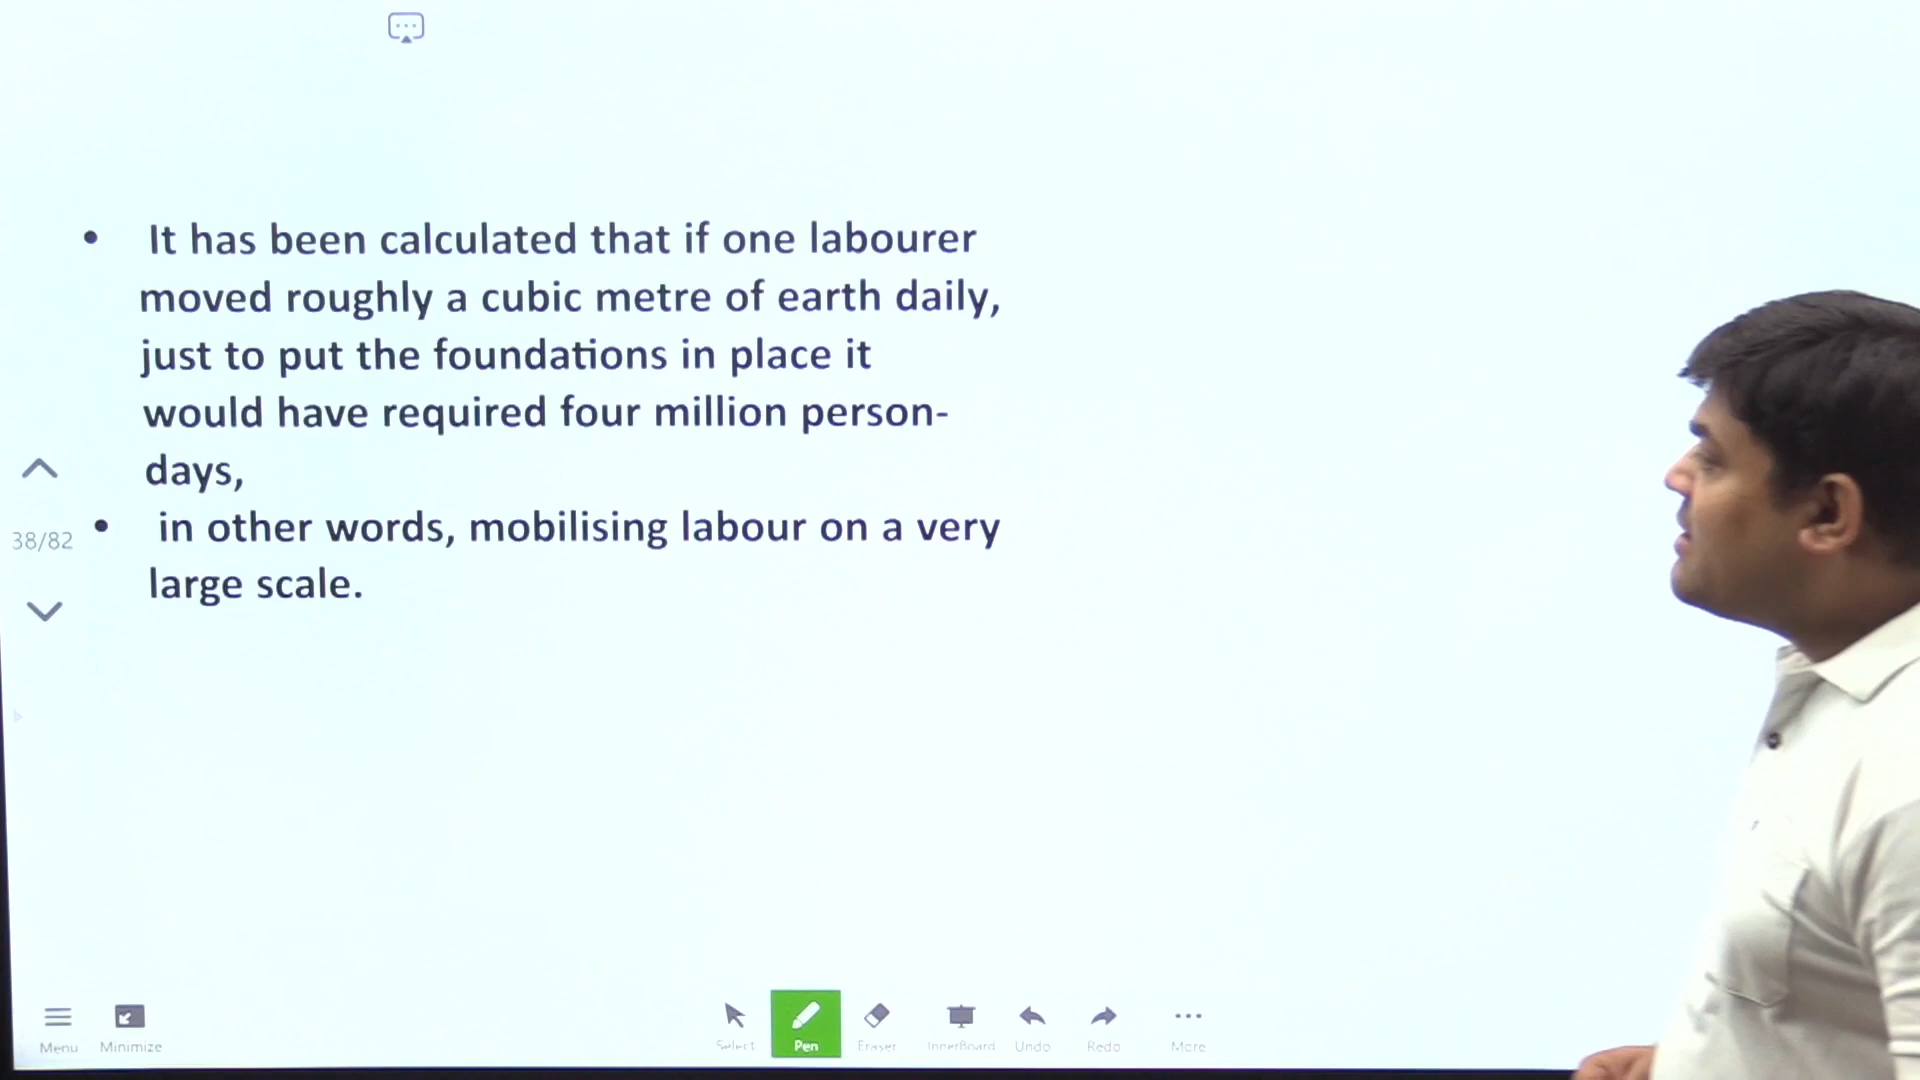 • It has been calculated that if one labourer
moved roughly a cubic metre of earth daily,
just to put the foundations in place it
would have required four million person-
days,
• in other words, mobilising labour on a very
large scale.
38/82
Menu
Minimize
Select
Pen
Eraser
InnerBoard
Undo
Redo
More